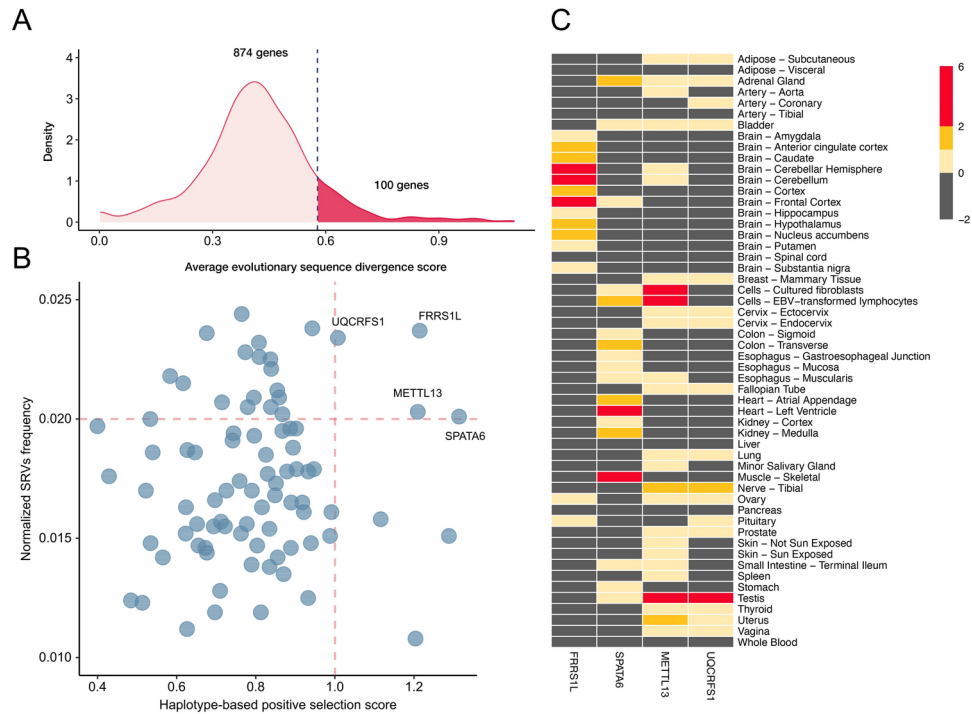 A
874 genes
4
3
2
1
0
Density
100 genes
0.0
0.3
0.6
0.9
Average evolutionary sequence divergence score
B
0.025
0.020
0.015
0.010
Normalized SRVs frequency
UQCRFS1
FRRS1L
METTL13
SPATA6
0.4
0.6
0.8
1.0
1.2
Haplotype-based positive selection score
C
Adipose – Subcutaneous
Adipose – Visceral
Adrenal Gland
Artery – Aorta
Artery – Coronary
Artery – Tibial
Bladder
Brain – Amygdala
Brain – Anterior cingulate cortex
Brain – Caudate
Brain – Cerebellar Hemisphere
Brain – Cerebellum
Brain – Cortex
Brain – Frontal Cortex
Brain – Hippocampus
Brain – Hypothalamus
Brain – Nucleus accumbens
Brain – Putamen
Brain – Spinal cord
Brain – Substantia nigra
Breast – Mammary Tissue
Cells – Cultured fibroblasts
Cells – EBV-transformed lymphocytes
Cervix – Ectocervix
Cervix – Endocervix
Colon – Sigmoid
Colon – Transverse
Esophagus – Gastroesophageal Junction
Esophagus – Mucosa
Esophagus – Muscularis
Fallopian Tube
Heart – Atrial Appendage
Heart – Left Ventricle
Kidney – Cortex
Kidney – Medulla
Liver
Lung
Minor Salivary Gland
Muscle – Skeletal
Nerve – Tibial
Ovary
Pancreas
Pituitary
Prostate
Skin – Not Sun Exposed
Skin – Sun Exposed
Small Intestine – Terminal Ileum
Spleen
Stomach
Testis
Thyroid
Uterus
Vagina
Whole Blood
FRRS1L
SPATA6
METTL13
UQCRFS1
6
2
0
−2